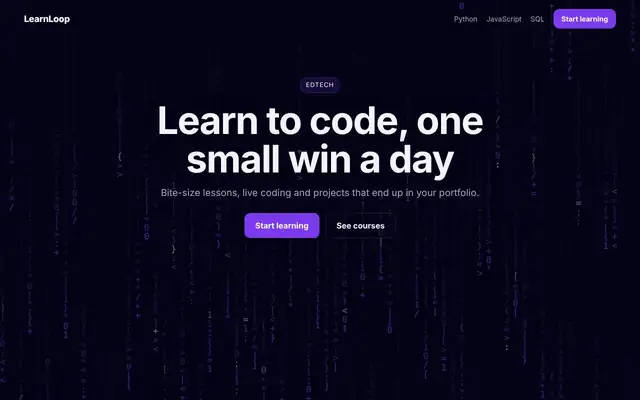 LearnLoop
Python JavaScript SQL Start learning
EDTECH
Learn to code, one
small win a day
Bite-size lessons, live coding and projects that end up in your portfolio.
Start learning See courses